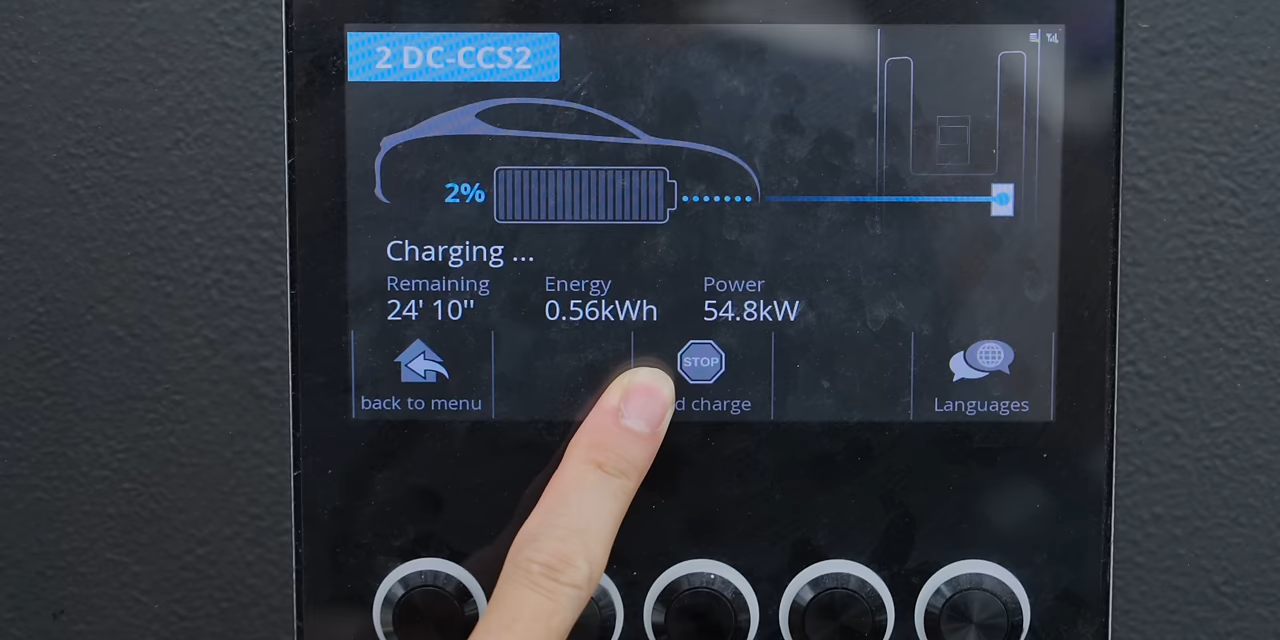 2 DC-CCS2
2%
Charging ...
Remaining Energy Power
24' 10'' 0.56kWh 54.8kW
STOP
back to menu d charge Languages